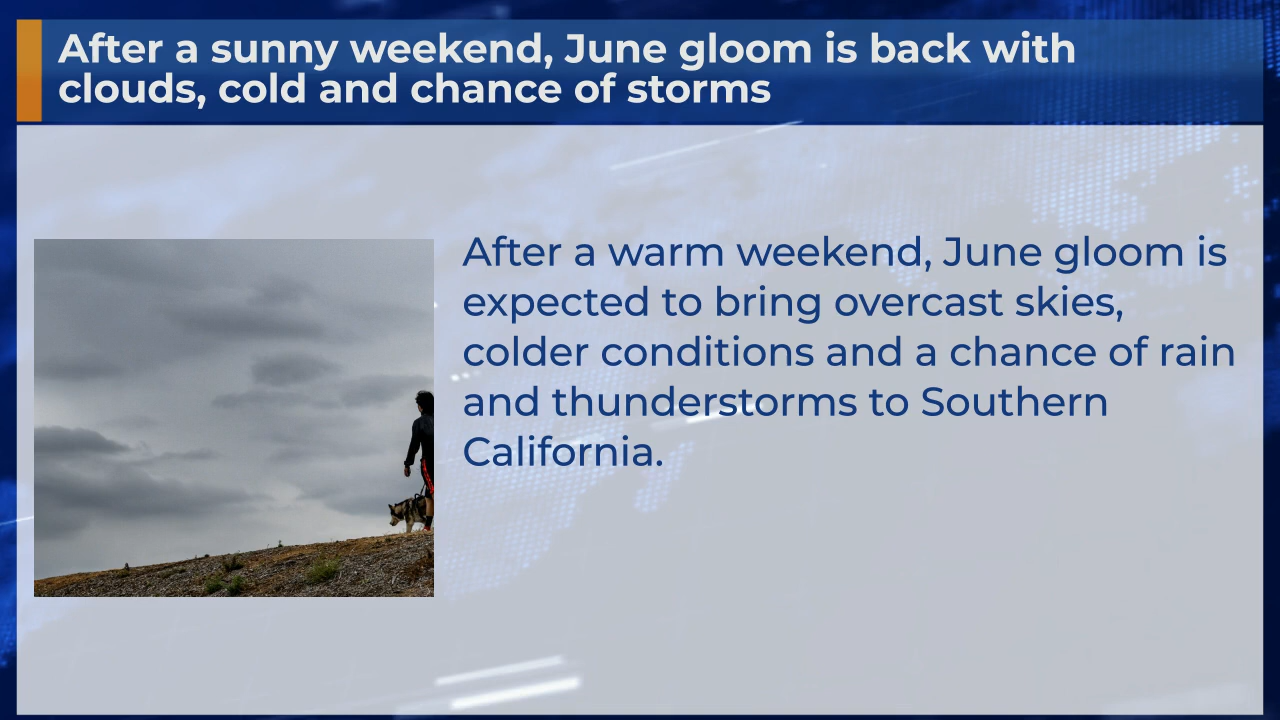 After a sunny weekend, June gloom is back with
clouds, cold and chance of storms
After a warm weekend, June gloom is
expected to bring overcast skies,
colder conditions and a chance of rain
and thunderstorms to Southern
California.